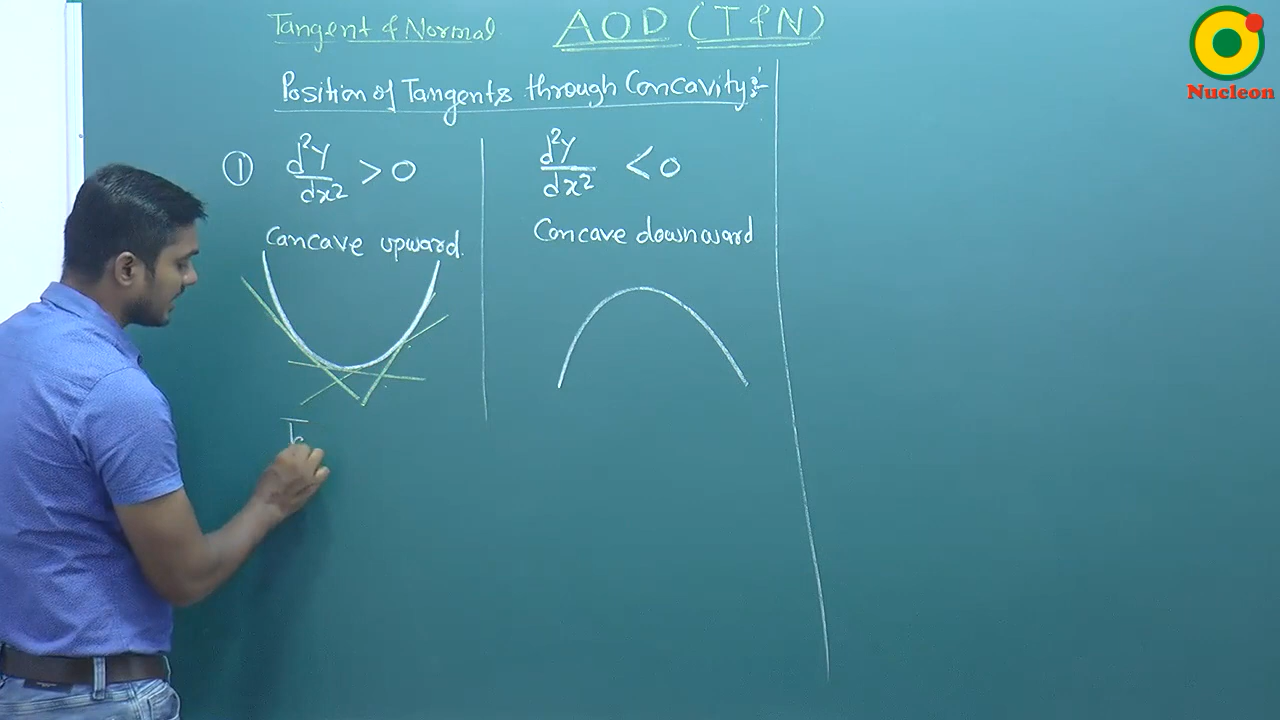 Tangent & Normal
AOD (T & N)
Nucleon
Position of Tangents through Concavity:-
① d²y/dx² > 0
d²y/dx² < 0
Concave upward.
Concave downward